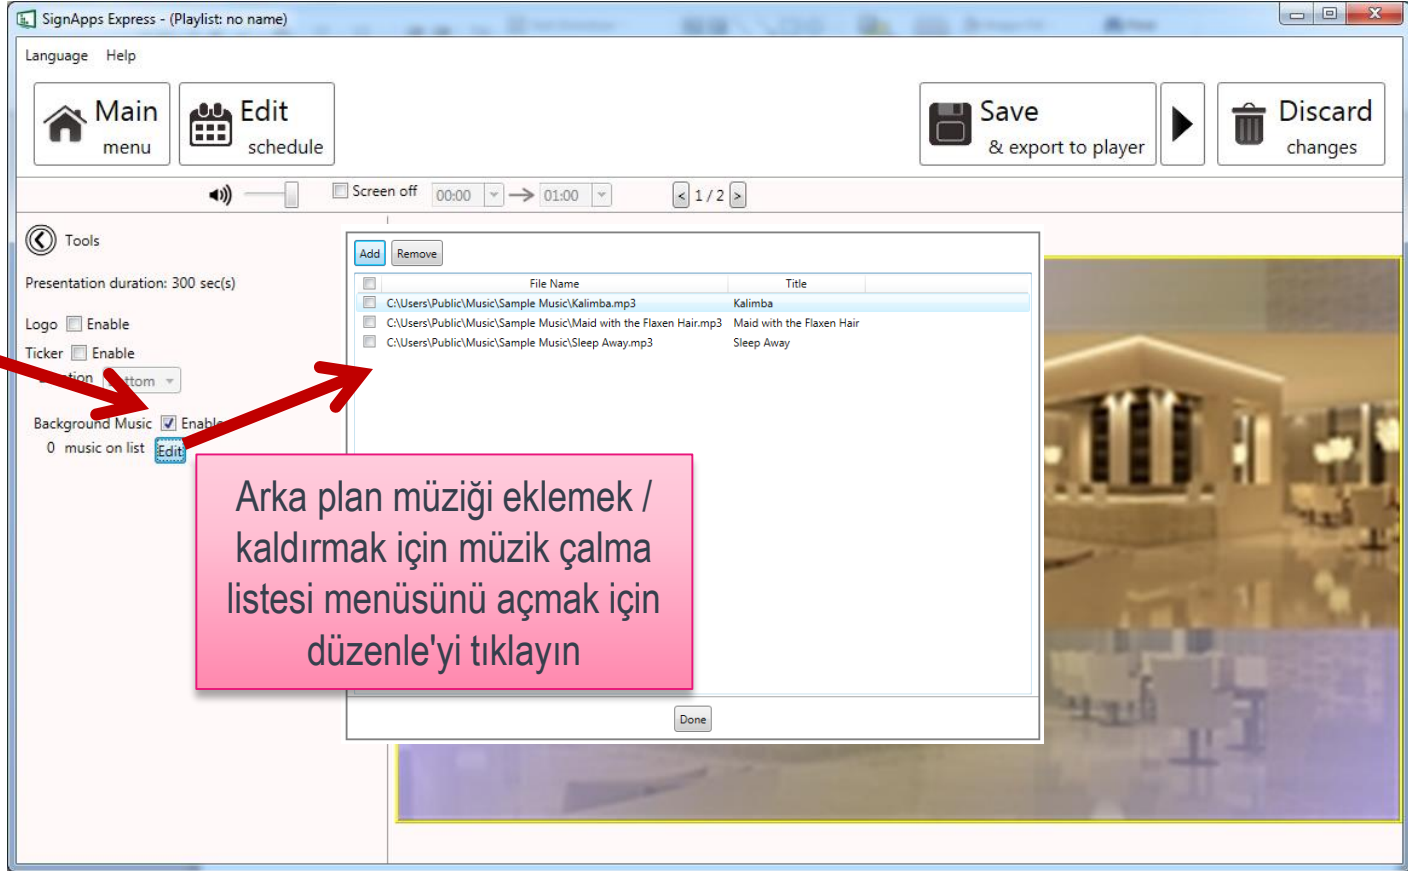 SignApps Express - (Playlist: no name)
Language Help
Main
menu
Edit
schedule
Save
& export to player
Discard
changes
Screen off 00:00 01:00 < 1 / 2 >
Tools
Presentation duration: 300 sec(s)
Logo Enable
Ticker Enable
Background Music Enable
0 music on list Edit
Add Remove
File Name Title
C:\Users\Public\Music\Sample Music\Kalimba.mp3 Kalimba
C:\Users\Public\Music\Sample Music\Maid with the Flaxen Hair.mp3 Maid with the Flaxen Hair
C:\Users\Public\Music\Sample Music\Sleep Away.mp3 Sleep Away
Arka plan müziği eklemek /
kaldırmak için müzik çalma
listesi menüsünü açmak için
düzenle'yi tıklayın
Done